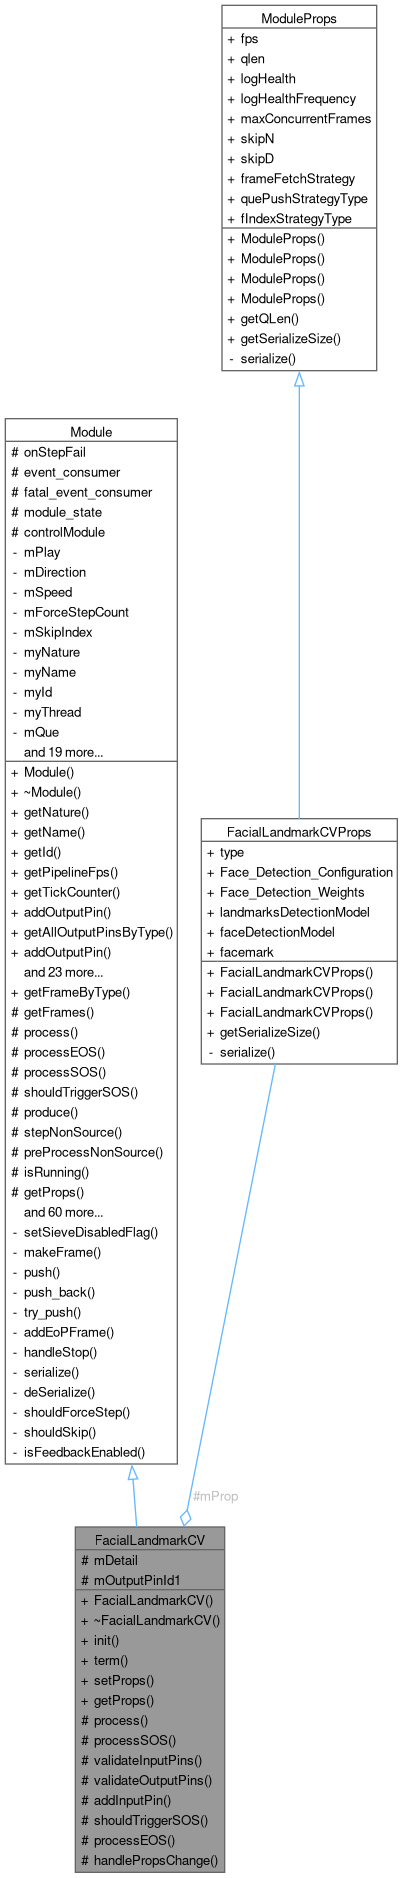 ModuleProps
+ fps
+ qlen
+ logHealth
+ logHealthFrequency
+ maxConcurrentFrames
+ skipN
+ skipD
+ frameFetchStrategy
+ quePushStrategyType
+ fIndexStrategyType
+ ModuleProps()
+ ModuleProps()
+ ModuleProps()
+ ModuleProps()
+ getQLen()
+ getSerializeSize()
- serialize()
Module
# onStepFail
# event_consumer
# fatal_event_consumer
# module_state
# controlModule
- mPlay
- mDirection
- mSpeed
- mForceStepCount
- mSkipIndex
- myNature
- myName
- myId
- myThread
- mQue
and 19 more...
+ Module()
+ ~Module()
+ getNature()
+ getName()
+ getId()
+ getPipelineFps()
+ getTickCounter()
+ addOutputPin()
+ getAllOutputPinsByType()
+ addOutputPin()
and 23 more...
+ getFrameByType()
# getFrames()
# process()
# processEOS()
# processSOS()
# shouldTriggerSOS()
# produce()
# stepNonSource()
# preProcessNonSource()
# isRunning()
# getProps()
and 60 more...
- setSieveDisabledFlag()
- makeFrame()
- push()
- push_back()
- try_push()
- addEoPFrame()
- handleStop()
- serialize()
- deSerialize()
- shouldForceStep()
- shouldSkip()
- isFeedbackEnabled()
FacialLandmarkCVProps
+ type
+ Face_Detection_Configuration
+ Face_Detection_Weights
+ landmarksDetectionModel
+ faceDetectionModel
+ facemark
+ FacialLandmarkCVProps()
+ FacialLandmarkCVProps()
+ FacialLandmarkCVProps()
+ getSerializeSize()
- serialize()
#mProp
FacialLandmarkCV
# mDetail
# mOutputPinId1
+ FacialLandmarkCV()
+ ~FacialLandmarkCV()
+ init()
+ term()
+ setProps()
+ getProps()
# process()
# processSOS()
# validateInputPins()
# validateOutputPins()
# addInputPin()
# shouldTriggerSOS()
# processEOS()
# handlePropsChange()